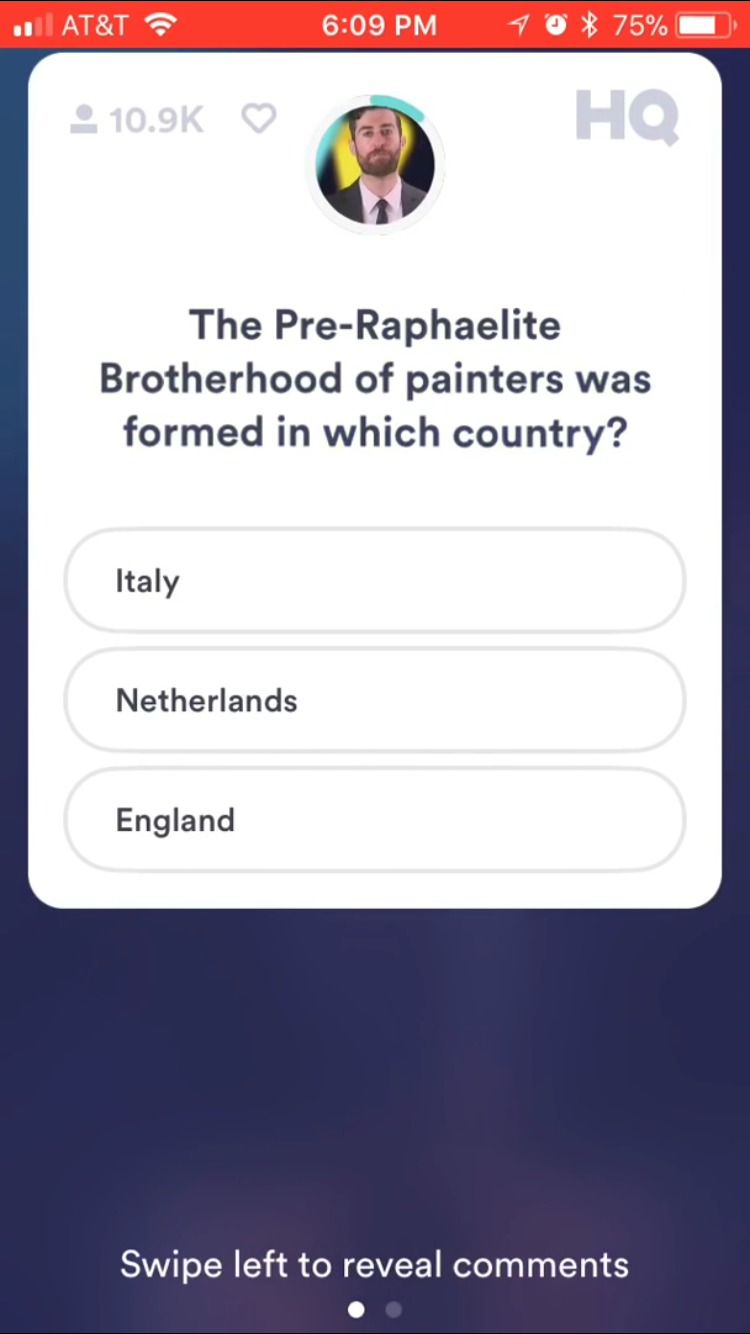 AT&T 6:09 PM 75%
10.9K HQ
The Pre-Raphaelite
Brotherhood of painters was
formed in which country?
Italy
Netherlands
England
Swipe left to reveal comments